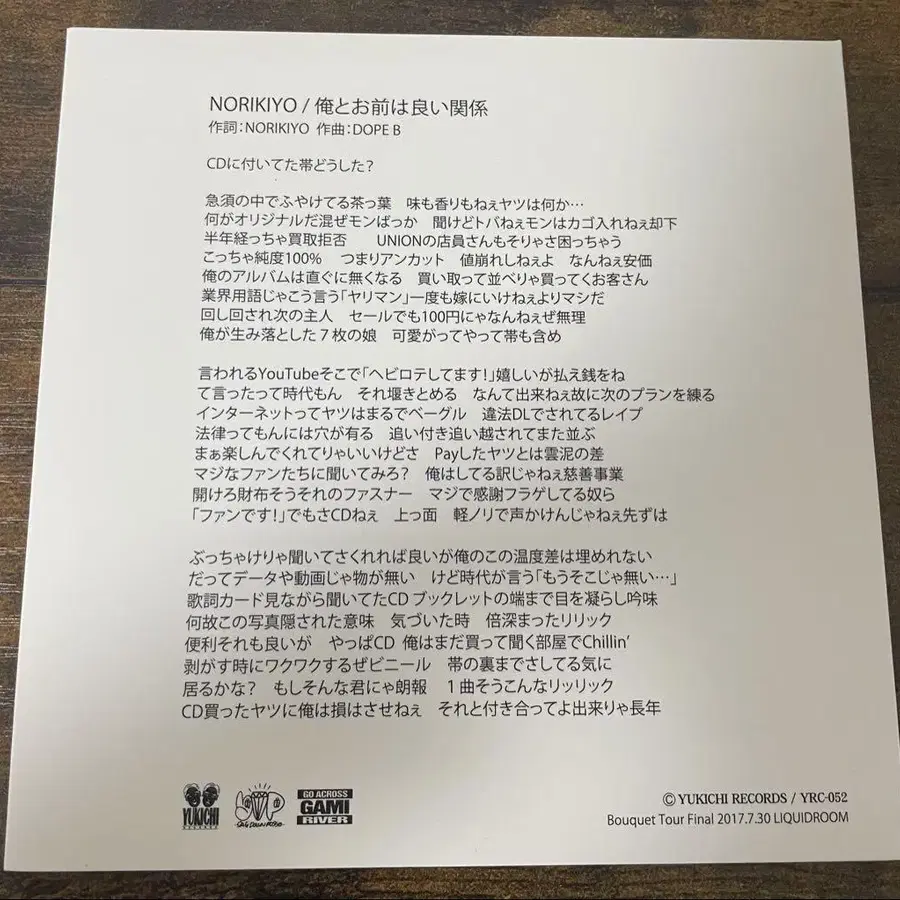 NORIKIYO / 俺とお前は良い関係
作詞：NORIKIYO 作曲：DOPE B
CDに付いてた帯どうした？
急須の中でふやけてる茶っ葉　味も香りもねぇヤツは何か…
何がオリジナルだ混ぜモンばっか　聞けどトバねぇモンはカゴ入れねぇ却下
半年経っちゃ買取拒否　　UNIONの店員さんもそりゃさ困っちゃう
こっちゃ純度100%　つまりアンカット　値崩れしねぇよ　なんねぇ安価
俺のアルバムは直ぐに無くなる　買い取って並べりゃ買ってくお客さん
業界用語じゃこう言う「ヤリマン」一度も嫁にいけねぇよりマシだ
回し回され次の主人　セールでも100円にゃなんねぇぜ無理
俺が生み落とした７枚の娘　可愛がってやって帯も含め
言われるYouTubeそこで「ヘビロテしてます！」嬉しいが払え銭をね
て言ったって時代もん　それ堰きとめる　なんて出来ねぇ故に次のプランを練る
インターネットってヤツはまるでベーグル　違法DLでされてるレイプ
法律ってもんには穴が有る　追い付き追い越されてまた並ぶ
まぁ楽しんでくれてりゃいいけどさ　Payしたヤツとは雲泥の差
マジなファンたちに聞いてみろ？　俺はしてる訳じゃねぇ慈善事業
開けろ財布そうそれのファスナー　マジで感謝フラゲしてる奴ら
「ファンです！」でもさCDねぇ　上っ面　軽ノリで声かけんじゃねぇ先ずは
ぶっちゃけりゃ聞いてさくれれば良いが俺のこの温度差は埋めれない
だってデータや動画じゃ物が無い　けど時代が言う「もうそこじゃ無い…」
歌詞カード見ながら聞いてたCD ブックレットの端まで目を凝らし吟味
何故この写真隠された意味　気づいた時　倍深まったリリック
便利それも良いが　やっぱCD 俺はまだ買って聞く部屋でChillin'
剥がす時にワクワクするぜビニール　帯の裏までさしてる気に
居るかな？　もしそんな君にゃ朗報　１曲そうこんなリッリック
CD買ったヤツに俺は損はさせねぇ　それと付き合ってよ出来りゃ長年
YUKICHI
RECORDS
SDP
GO ACROSS
GAMI
RIVER
Ⓒ YUKICHI RECORDS / YRC-052
Bouquet Tour Final 2017.7.30 LIQUIDROOM